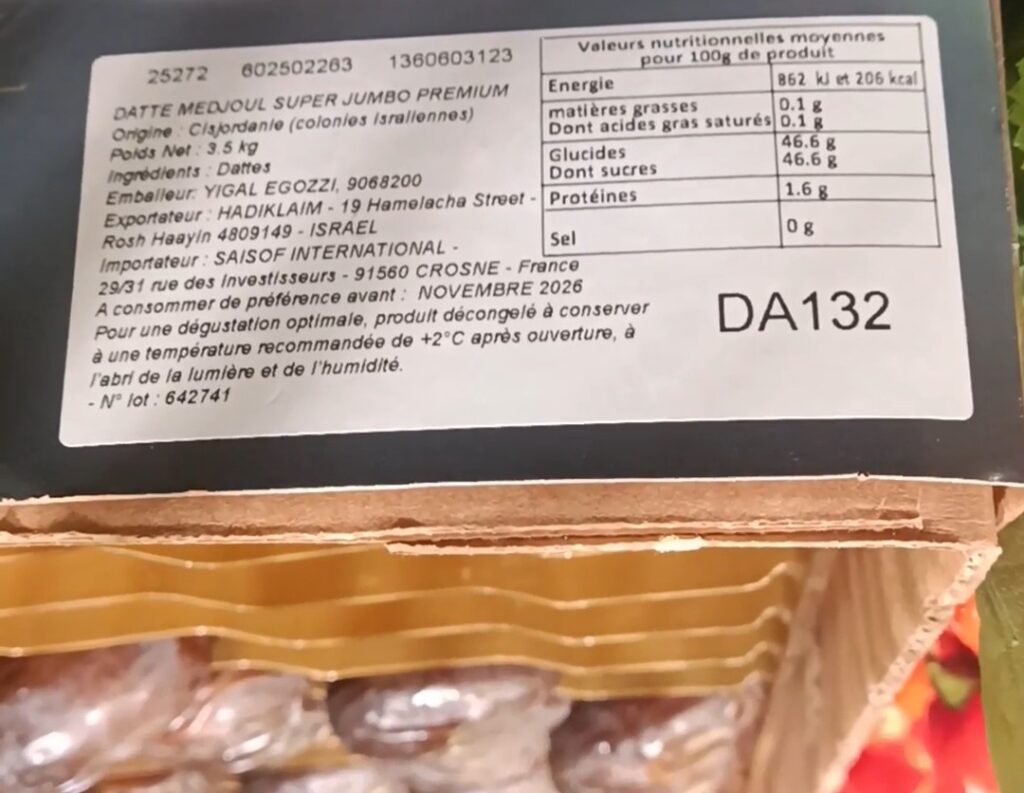 25272 602502263 1360603123
DATTE MEDJOUL SUPER JUMBO PREMIUM
Origine : Cisjordanie (colonies israliennes)
Poids Net : 3.5 kg
Ingrédients : Dattes
Emballeur: YIGAL EGOZZI, 9068200
Exportateur : HADIKLAIM - 19 Hamelacha Street -
Rosh Haayin 4809149 - ISRAEL
Importateur : SAISOF INTERNATIONAL -
29/31 rue des Investisseurs - 91560 CROSNE - France
A consommer de préférence avant : NOVEMBRE 2026
Pour une dégustation optimale, produit décongelé à conserver
à une température recommandée de +2°C après ouverture, à
l'abri de la lumière et de l'humidité.
- N° lot : 642741
Valeurs nutritionnelles moyennes
pour 100g de produit
Energie 862 kJ et 206 kcal
matières grasses 0.1 g
Dont acides gras saturés 0.1 g
Glucides 46.6 g
Dont sucres 46.6 g
Protéines 1.6 g
Sel 0 g
DA132